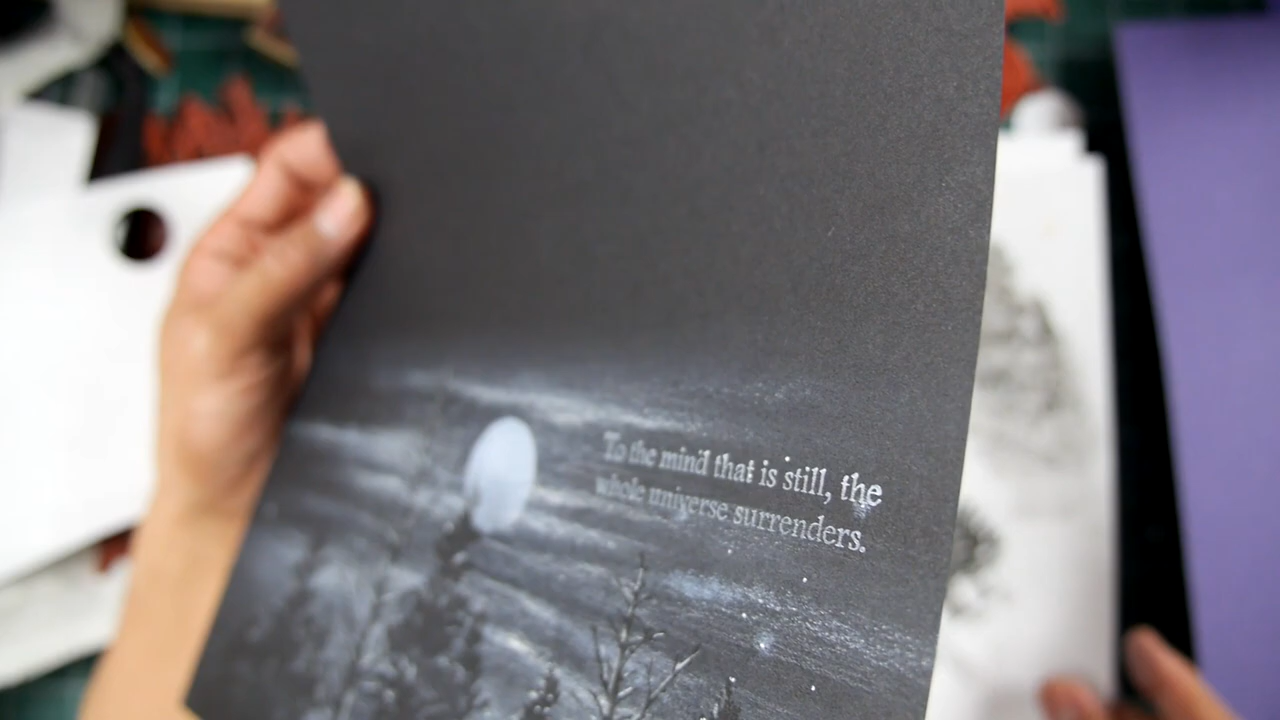 To the mind that is still, the
whole universe surrenders.